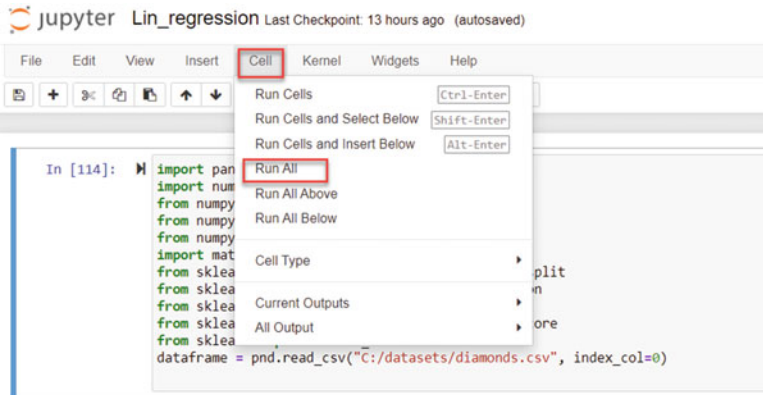 jupyter Lin_regression Last Checkpoint: 13 hours ago (autosaved)
File Edit View Insert Cell Kernel Widgets Help
Run Cells Ctrl-Enter
Run Cells and Select Below Shift-Enter
Run Cells and Insert Below Alt-Enter
Run All
Run All Above
Run All Below
Cell Type
Current Outputs
All Output
In [114]: import pan
import num
from numpy
from numpy
from numpy
import mat
from sklea plit
from sklea on
from sklea
from sklea ore
from sklea
dataframe = pnd.read_csv("C:/datasets/diamonds.csv", index_col=0)